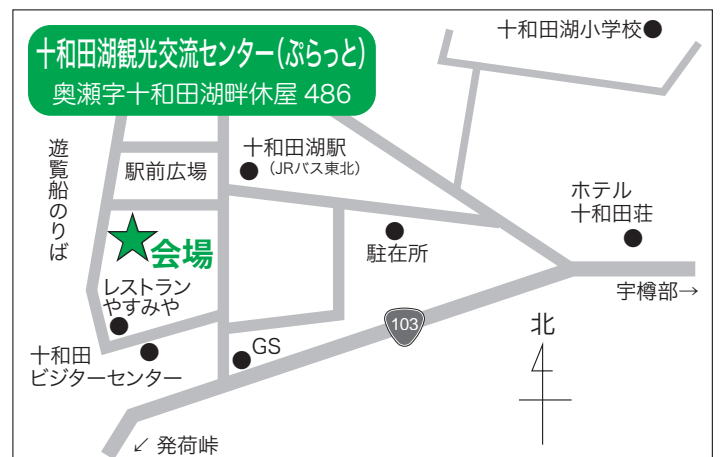 十和田湖観光交流センター(ぷらっと)
奥瀬字十和田湖畔休屋 486
十和田湖小学校
遊覧船のりば
駅前広場
十和田湖駅
(JRバス東北)
ホテル
十和田荘
駐在所
会場
宇樽部→
レストラン
やすみや
103
北
GS
十和田
ビジターセンター
↙ 発荷峠